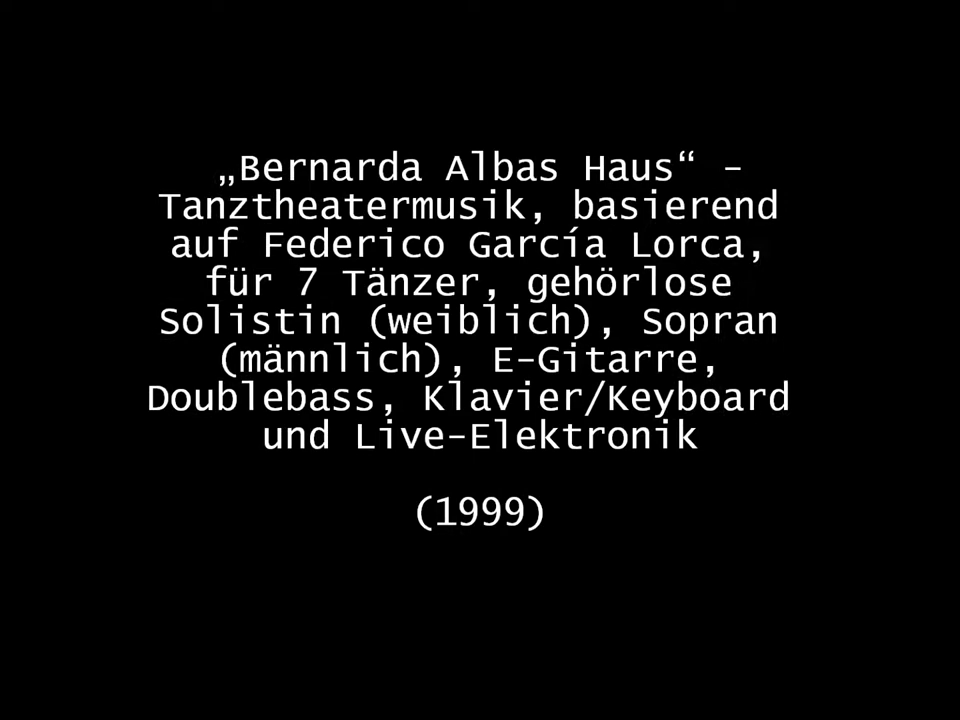 „Bernarda Albas Haus“ -
Tanztheatermusik, basierend
auf Federico García Lorca,
für 7 Tänzer, gehörlose
Solistin (weiblich), Sopran
(männlich), E-Gitarre,
Doublebass, Klavier/Keyboard
und Live-Elektronik
(1999)